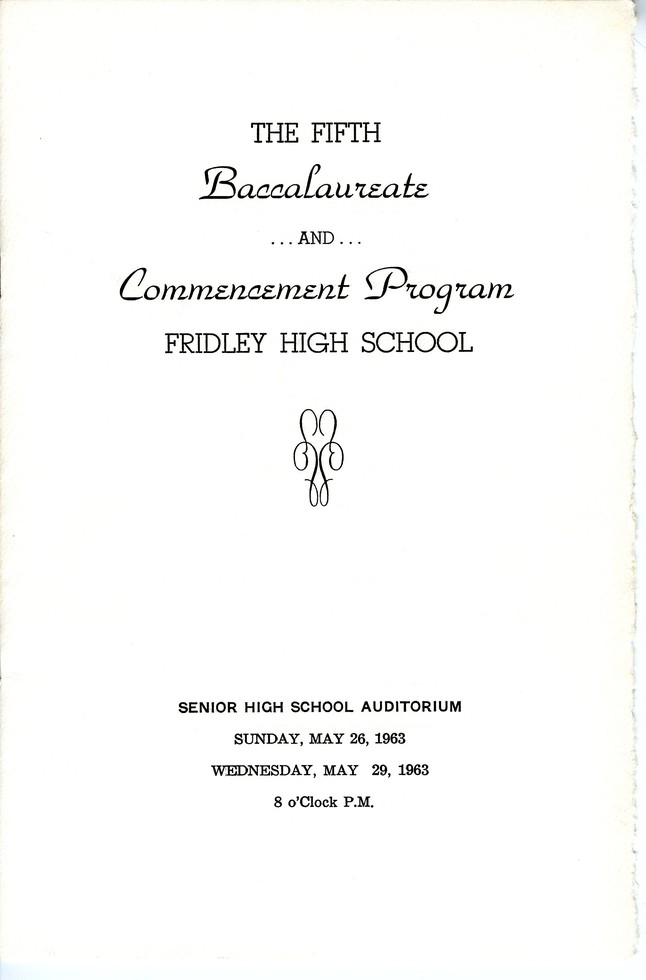 THE FIFTH
Baccalaureate
...AND...
Commencement Program
FRIDLEY HIGH SCHOOL
SENIOR HIGH SCHOOL AUDITORIUM
SUNDAY, MAY 26, 1963
WEDNESDAY, MAY 29, 1963
8 o'Clock P.M.